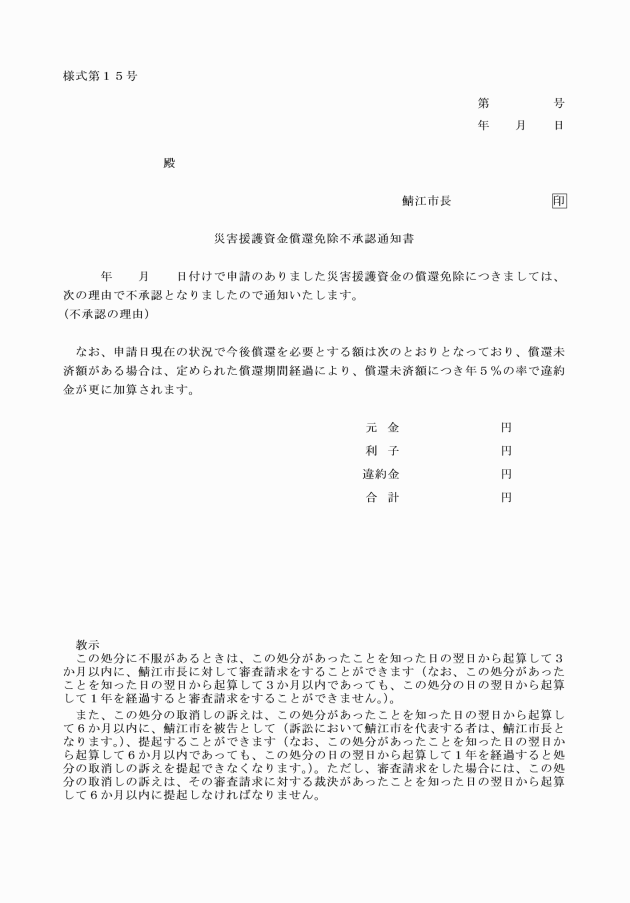 様式第１５号
第　　　　　号
年　　月　　日
殿
鯖江市長　　　　　　　　印
災害援護資金償還免除不承認通知書
年　　月　　日付けで申請のありました災害援護資金の償還免除につきましては、
次の理由で不承認となりましたので通知いたします。
(不承認の理由)
なお、申請日現在の状況で今後償還を必要とする額は次のとおりとなっており、償還未
済額がある場合は、定められた償還期間経過により、償還未済額につき年５％の率で違約
金が更に加算されます。
元　金　　　　　　　　円
利　子　　　　　　　　円
違約金　　　　　　　　円
合　計　　　　　　　　円
教示
この処分に不服があるときは、この処分があったことを知った日の翌日から起算して３
か月以内に、鯖江市長に対して審査請求をすることができます（なお、この処分があった
ことを知った日の翌日から起算して３か月以内であっても、この処分の日の翌日から起算
して１年を経過すると審査請求をすることができません。）。
また、この処分の取消しの訴えは、この処分があったことを知った日の翌日から起算し
て６か月以内に、鯖江市を被告として（訴訟において鯖江市を代表する者は、鯖江市長と
なります。）、提起することができます（なお、この処分があったことを知った日の翌日か
ら起算して６か月以内であっても、この処分の日の翌日から起算して１年を経過すると処
分の取消しの訴えを提起できなくなります。）。ただし、審査請求をした場合には、この処
分の取消しの訴えは、その審査請求に対する裁決があったことを知った日の翌日から起算
して６か月以内に提起しなければなりません。